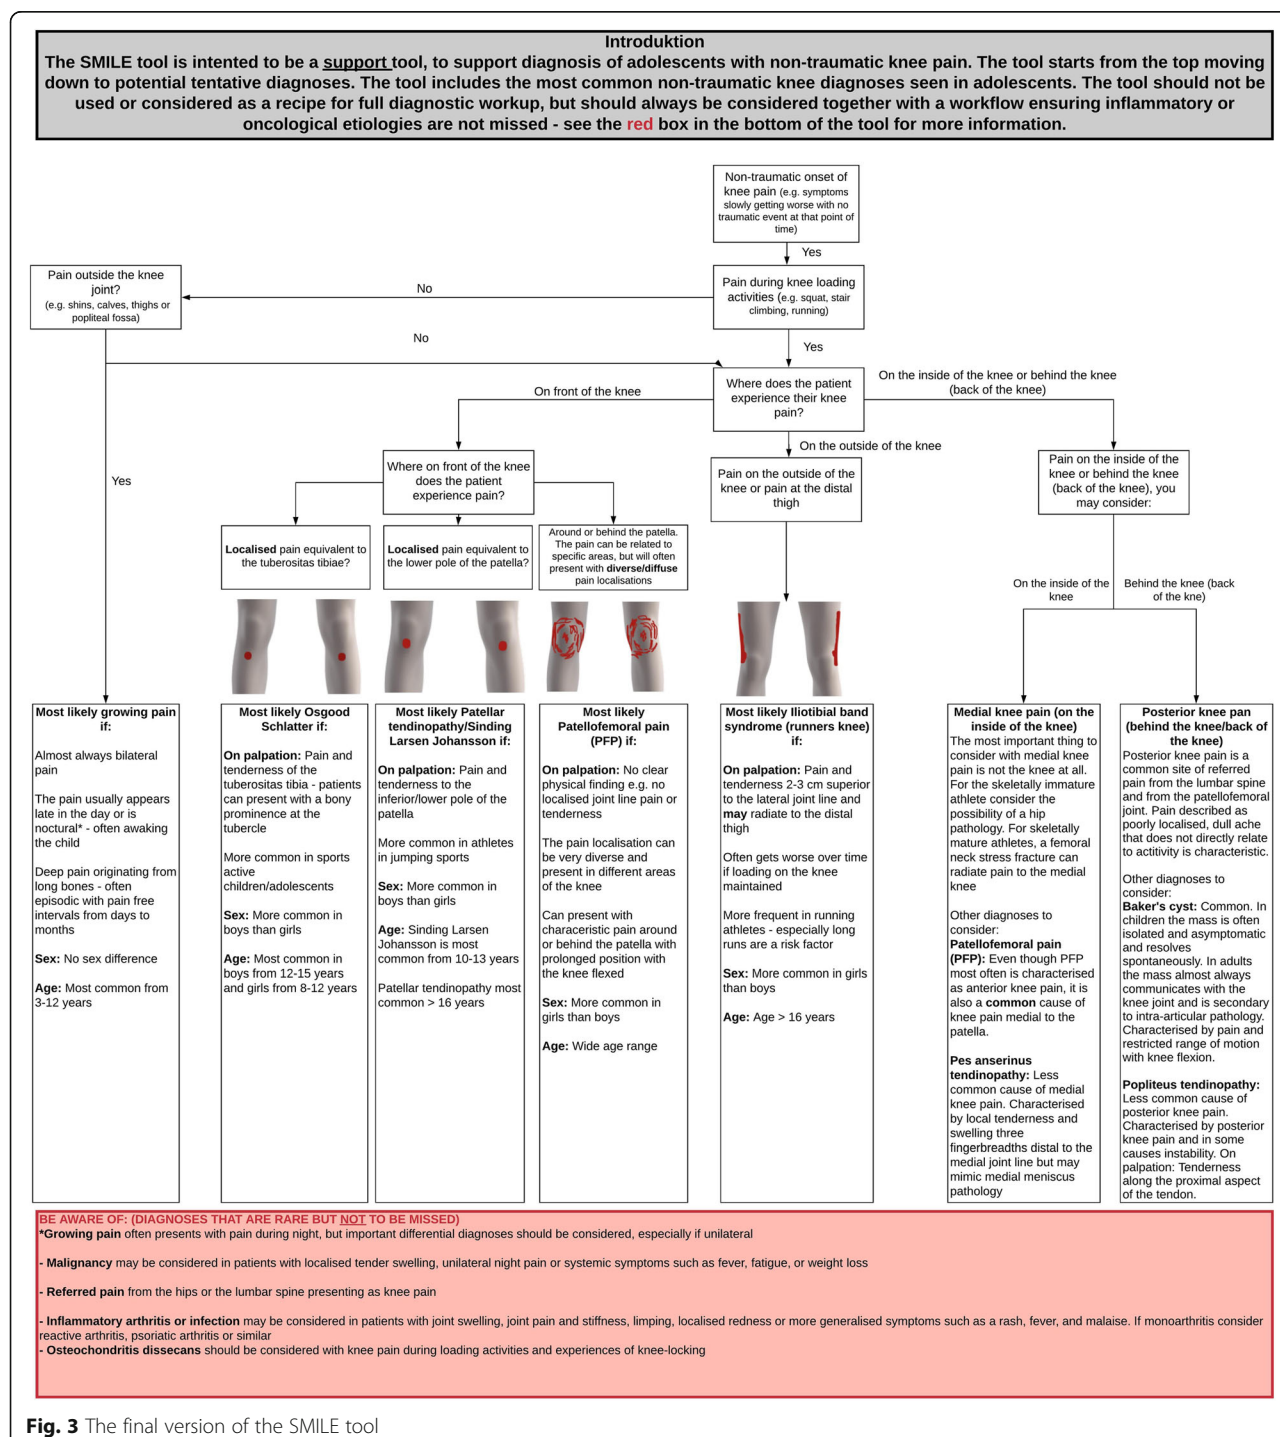 Introduktion
The SMILE tool is intented to be a support tool, to support diagnosis of adolescents with non-traumatic knee pain. The tool starts from the top moving
down to potential tentative diagnoses. The tool includes the most common non-traumatic knee diagnoses seen in adolescents. The tool should not be
used or considered as a recipe for full diagnostic workup, but should always be considered together with a workflow ensuring inflammatory or
oncological etiologies are not missed - see the red box in the bottom of the tool for more information.
Non-traumatic onset of
knee pain (e.g. symptoms
slowly getting worse with no
traumatic event at that point of
time)
Yes
Pain outside the knee
joint?
(e.g. shins, calves, thighs or
popliteal fossa)
No
Pain during knee loading
activities (e.g. squat, stair
climbing, running)
No
Yes
Where does the patient
experience their knee
pain?
On the inside of the knee or behind the knee
(back of the knee)
On front of the knee
On the outside of the knee
Yes
Where on front of the knee
does the patient
experience pain?
Pain on the outside of the
knee or pain at the distal
thigh
Pain on the inside of the
knee or behind the knee
(back of the knee), you
may consider:
Localised pain equivalent to
the tuberositas tibiae?
Localised pain equivalent to
the lower pole of the patella?
Around or behind the patella.
The pain can be related to
specific areas, but will often
present with diverse/diffuse
pain localisations
On the inside of the
knee
Behind the knee (back
of the kne)
Most likely growing pain
if:
Almost always bilateral
pain
The pain usually appears
late in the day or is
noctural* - often awaking
the child
Deep pain originating from
long bones - often
episodic with pain free
intervals from days to
months
Sex: No sex difference
Age: Most common from
3-12 years
Most likely Osgood
Schlatter if:
On palpation: Pain and
tenderness of the
tuberositas tibia - patients
can present with a bony
prominence at the
tubercle
More common in sports
active
children/adolescents
Sex: More common in
boys than girls
Age: Most common in
boys from 12-15 years
and girls from 8-12 years
Most likely Patellar
tendinopathy/Sinding
Larsen Johansson if:
On palpation: Pain and
tenderness to the
inferior/lower pole of the
patella
More common in athletes
in jumping sports
Sex: More common in
boys than girls
Age: Sinding Larsen
Johansson is most
common from 10-13 years
Patellar tendinopathy most
common > 16 years
Most likely
Patellofemoral pain
(PFP) if:
On palpation: No clear
physical finding e.g. no
localised joint line pain or
tenderness
The pain localisation can
be very diverse and
present in different areas
of the knee
Can present with
characeristic pain around
or behind the patella with
prolonged position with
the knee flexed
Sex: More common in
girls than boys
Age: Wide age range
Most likely Iliotibial band
syndrome (runners knee)
if:
On palpation: Pain and
tenderness 2-3 cm superior
to the lateral joint line and
may radiate to the distal
thigh
Often gets worse over time
if loading on the knee
maintained
More frequent in running
athletes - especially long
runs are a risk factor
Sex: More common in girls
than boys
Age: Age > 16 years
Medial knee pain (on the
inside of the knee)
The most important thing to
consider with medial knee
pain is not the knee at all.
For the skeletally immature
athlete consider the
possibility of a hip
pathology. For skeletally
mature athletes, a femoral
neck stress fracture can
radiate pain to the medial
knee
Other diagnoses to
consider:
Patellofemoral pain
(PFP): Even though PFP
most often is characterised
as anterior knee pain, it is
also a common cause of
knee pain medial to the
patella.
Pes anserinus
tendinopathy: Less
common cause of medial
knee pain. Characterised
by local tenderness and
swelling three
fingerbreadths distal to the
medial joint line but may
mimic medial meniscus
pathology
Posterior knee pan
(behind the knee/back of
the knee)
Posterior knee pain is a
common site of referred
pain from the lumbar spine
and from the patellofemoral
joint. Pain described as
poorly localised, dull ache
that does not directly relate
to actitivity is characteristic.
Other diagnoses to
consider:
Baker's cyst: Common. In
children the mass is often
isolated and asymptomatic
and resolves
spontaneously. In adults
the mass almost always
communicates with the
knee joint and is secondary
to intra-articular pathology.
Characterised by pain and
restricted range of motion
with knee flexion.
Popliteus tendinopathy:
Less common cause of
posterior knee pain.
Characterised by posterior
knee pain and in some
causes instability. On
palpation: Tenderness
along the proximal aspect
of the tendon.
BE AWARE OF: (DIAGNOSES THAT ARE RARE BUT NOT TO BE MISSED)
*Growing pain often presents with pain during night, but important differential diagnoses should be considered, especially if unilateral
- Malignancy may be considered in patients with localised tender swelling, unilateral night pain or systemic symptoms such as fever, fatigue, or weight loss
- Referred pain from the hips or the lumbar spine presenting as knee pain
- Inflammatory arthritis or infection may be considered in patients with joint swelling, joint pain and stiffness, limping, localised redness or more generalised symptoms such as a rash, fever, and malaise. If monoarthritis consider
reactive arthritis, psoriatic arthritis or similar
- Osteochondritis dissecans should be considered with knee pain during loading activities and experiences of knee-locking
Fig. 3 The final version of the SMILE tool